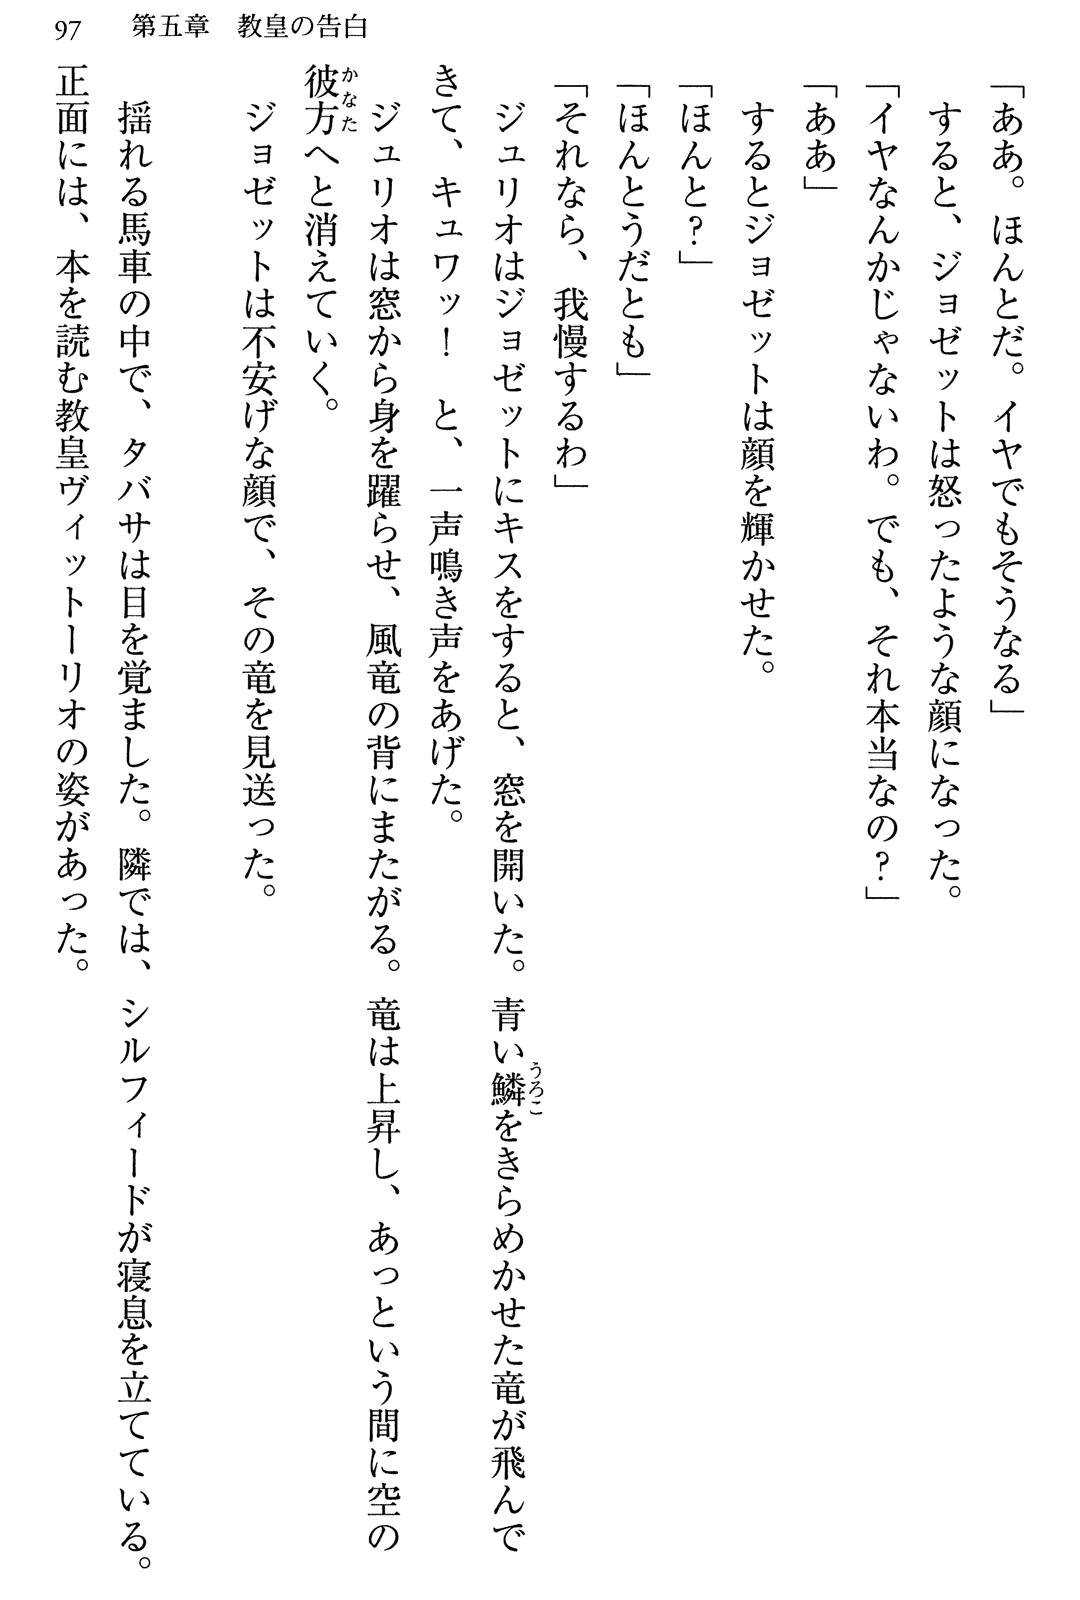 97　第五章　教皇の告白
「ああ。ほんとだ。イヤでもそうなる」
　すると、ジョゼットは怒ったような顔になった。
「イヤなんかじゃないわ。でも、それ本当なの？」
「ああ」
　するとジョゼットは顔を輝かせた。
「ほんと？」
「ほんとうだとも」
「それなら、我慢するわ」
　ジュリオはジョゼットにキスをすると、窓を開いた。青い鱗をきらめかせた竜が飛んで
きて、キュワッ！　と、一声鳴き声をあげた。
　ジュリオは窓から身を躍らせ、風竜の背にまたがる。竜は上昇し、あっという間に空の
彼方へと消えていく。
　ジョゼットは不安げな顔で、その竜を見送った。
　揺れる馬車の中で、タバサは目を覚ました。隣では、シルフィードが寝息を立てている。
正面には、本を読む教皇ヴィットーリオの姿があった。
うろこ
かなた